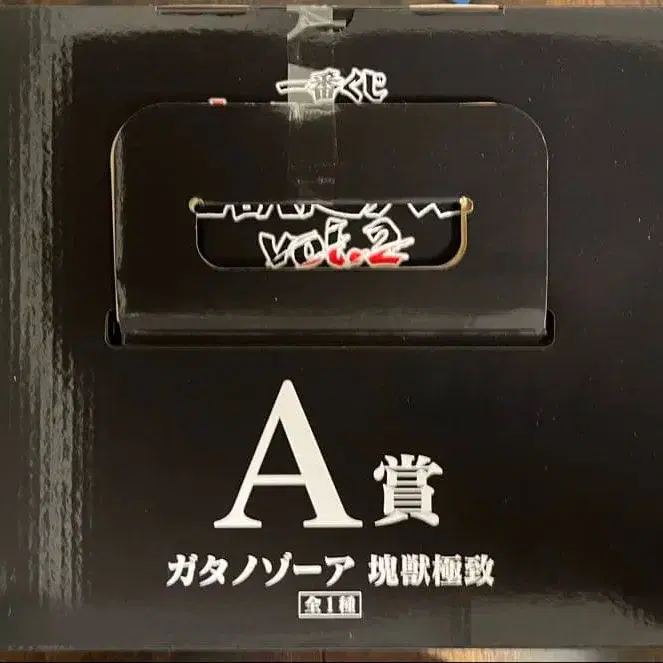 一番くじ
vol.2
A賞
ガタノゾーア 塊獣極致
全1種